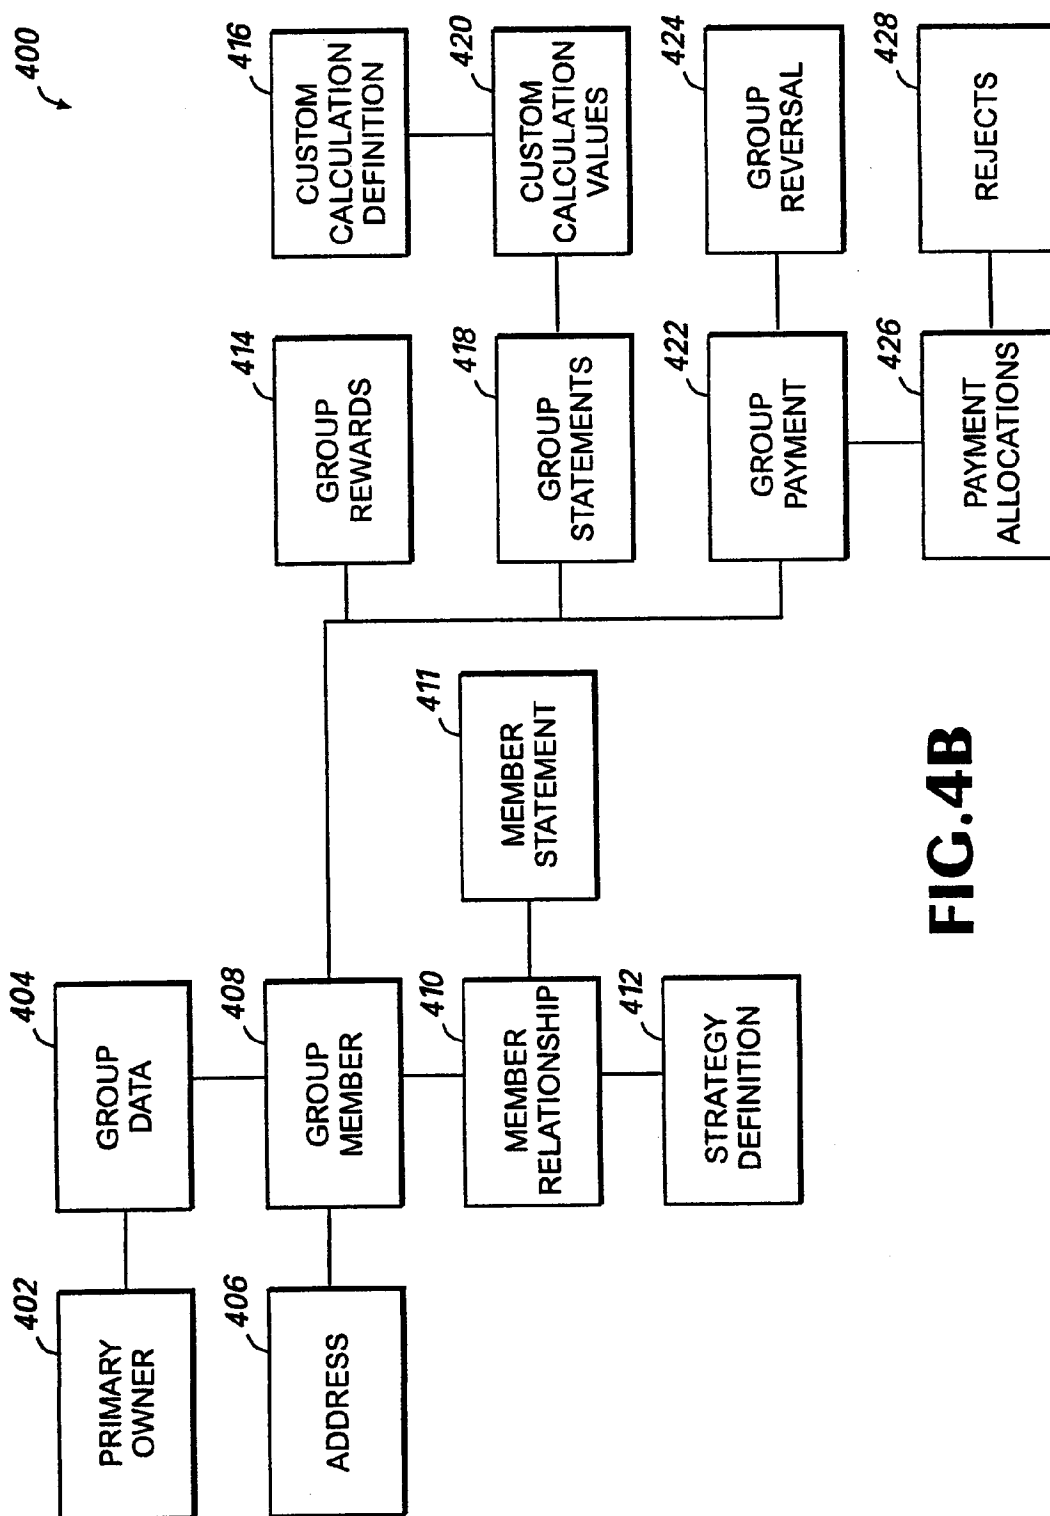 400
402
PRIMARY
OWNER
404
GROUP
DATA
406
ADDRESS
408
GROUP
MEMBER
410
MEMBER
RELATIONSHIP
411
MEMBER
STATEMENT
412
STRATEGY
DEFINITION
414
GROUP
REWARDS
416
CUSTOM
CALCULATION
DEFINITION
418
GROUP
STATEMENTS
420
CUSTOM
CALCULATION
VALUES
422
GROUP
PAYMENT
424
GROUP
REVERSAL
426
PAYMENT
ALLOCATIONS
428
REJECTS
FIG.4B